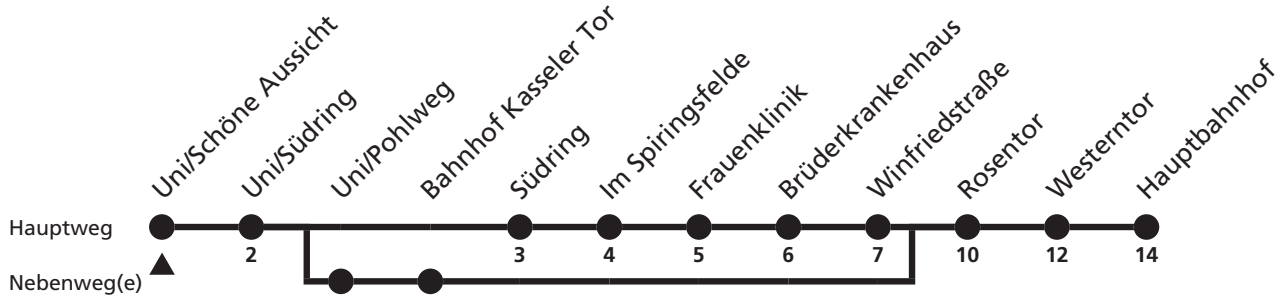 Uni/Schöne Aussicht
Uni/Südring
Uni/Pohlweg
Bahnhof Kasseler Tor
Südring
Im Spiringsfelde
Frauenklinik
Brüderkrankenhaus
Winfriedstraße
Rosentor
Westerntor
Hauptbahnhof
Hauptweg
2 3 4 5 6 7 10 12 14
Nebenweg(e)